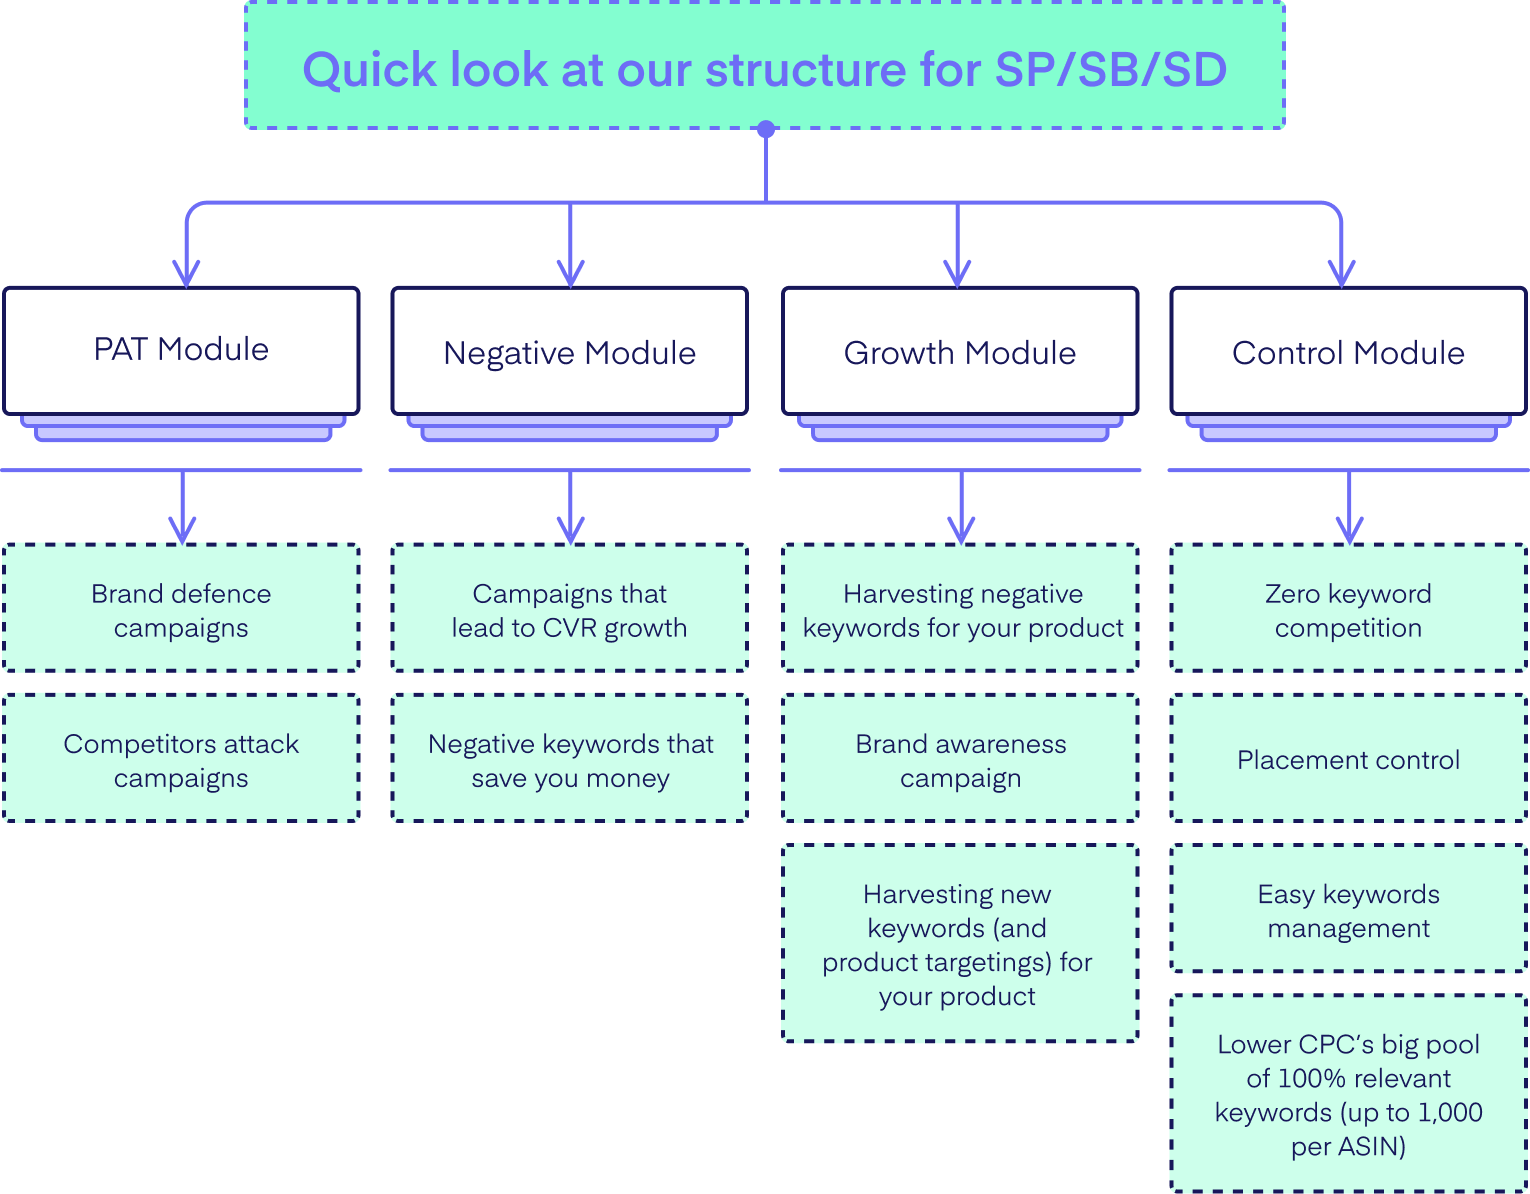 Quick look at our structure for SP/SB/SD
PAT Module
Negative Module
Growth Module
Control Module
Brand defence
campaigns
Campaigns that
lead to CVR growth
Harvesting negative
keywords for your product
Zero keyword
competition
Competitors attack
campaigns
Negative keywords that
save you money
Brand awareness
campaign
Placement control
Harvesting new
keywords (and
product targetings) for
your product
Easy keywords
management
Lower CPC's big pool
of 100% relevant
keywords (up to 1,000
per ASIN)